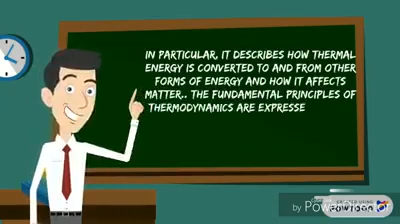 IN PARTICULAR, IT DESCRIBES HOW THERMAL
ENERGY IS CONVERTED TO AND FROM OTHER
FORMS OF ENERGY AND HOW IT AFFECTS
MATTER.. THE FUNDAMENTAL PRINCIPLES OF
THERMODYNAMICS ARE EXPRESSE
POWTOON
by